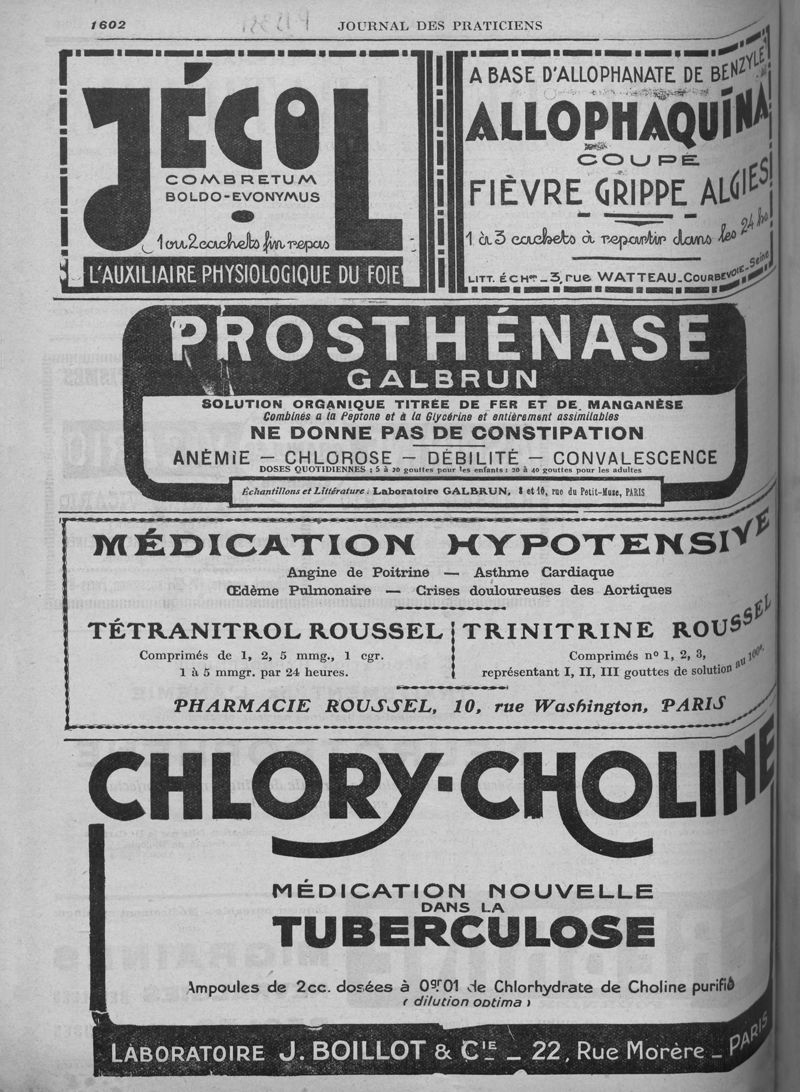 1602
JOURNAL DES PRATICIENS
JÉCOL
COMBRETUM
BOLDO-EVONYMUS
1 ou 2 cachets fin repas
L'AUXILIAIRE PHYSIOLOGIQUE DU FOIE
A BASE D'ALLOPHANATE DE BENZYLE
ALLOPHAQUINA
COUPE
FIÈVRE GRIPPE ALGIES
1 à 3 cachets à repartir dans les 24 hs
LITT. ÉCHons _ 3, rue WATTEAU _ COURBEVOIE _ Seine
PROSTHÉNASE
GALBRUN
SOLUTION ORGANIQUE TITRÉE DE FER ET DE MANGANÈSE
Combinés a la Peptone et à la Glycérine et entièrement assimilables
NE DONNE PAS DE CONSTIPATION
ANÉMIE — CHLOROSE — DÉBILITÉ — CONVALESCENCE
DOSES QUOTIDIENNES : 5 à 20 gouttes pour les enfants : 20 à 40 gouttes pour les adultes
Échantillons et Littérature : Laboratoire GALBRUN, 8 et 10, rue du Petit-Musc, PARIS
MÉDICATION HYPOTENSIVE
Angine de Poitrine — Asthme Cardiaque
Œdème Pulmonaire — Crises douloureuses des Aortiques
TÉTRANITROL ROUSSEL
Comprimés de 1, 2, 5 mmg., 1 cgr.
1 à 5 mmgr. par 24 heures.
TRINITRINE ROUSSEL
Comprimés nº 1, 2, 3,
représentant I, II, III gouttes de solution au 100e.
PHARMACIE ROUSSEL, 10, rue Washington, PARIS
CHLORY-CHOLINE
MÉDICATION NOUVELLE
DANS LA
TUBERCULOSE
Ampoules de 2cc. dosées à 0gr01 de Chlorhydrate de Choline purifié
( dilution optima )
LABORATOIRE J. BOILLOT & CIE _ 22, Rue Morère _ PARIS